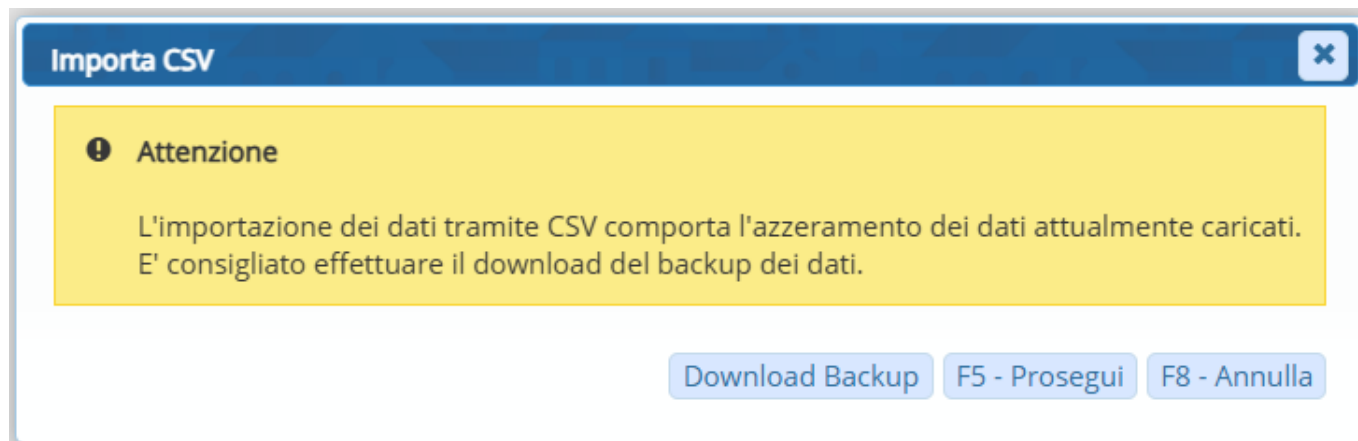 Importa CSV
Attenzione
L'importazione dei dati tramite CSV comporta l'azzeramento dei dati attualmente caricati.
E' consigliato effettuare il download del backup dei dati.
Download Backup F5 - Prosegui F8 - Annulla